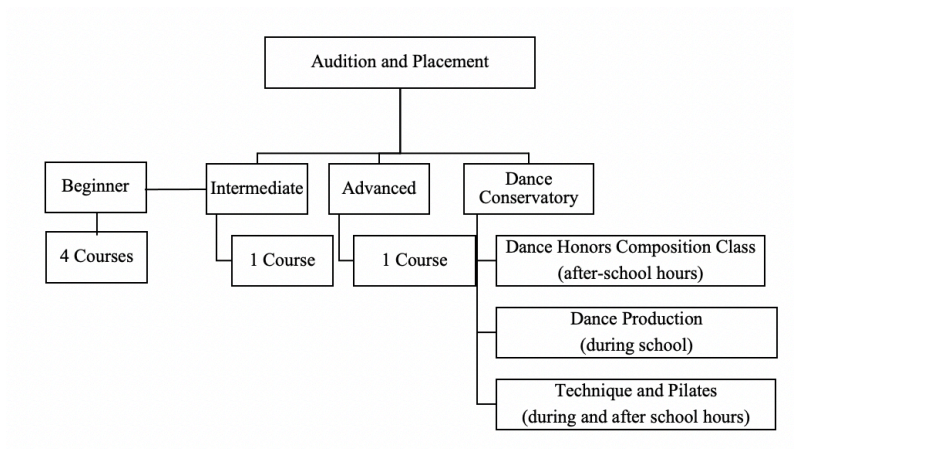 Audition and Placement
Beginner
Intermediate
Advanced
Dance
Conservatory
4 Courses
1 Course
1 Course
Dance Honors Composition Class
(after-school hours)
Dance Production
(during school)
Technique and Pilates
(during and after school hours)